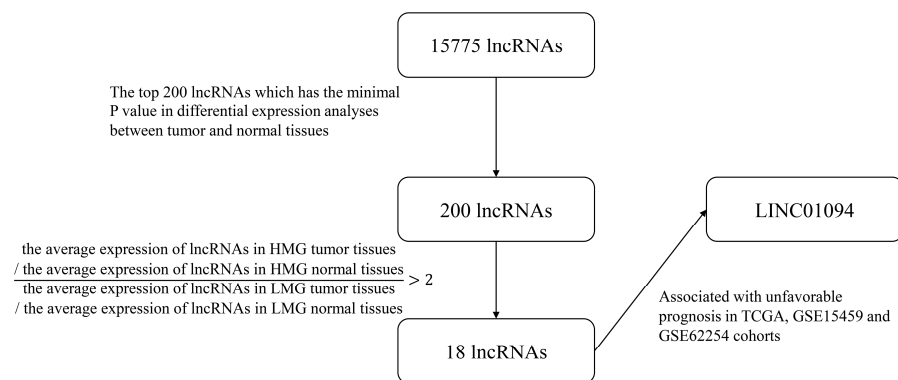 15775 lncRNAs
The top 200 lncRNAs which has the minimal
P value in differential expression analyses
between tumor and normal tissues
200 lncRNAs
LINC01094
the average expression of lncRNAs in HMG tumor tissues
/ the average expression of lncRNAs in HMG normal tissues
the average expression of lncRNAs in LMG tumor tissues
/ the average expression of lncRNAs in LMG normal tissues
> 2
Associated with unfavorable
prognosis in TCGA, GSE15459 and
GSE62254 cohorts
18 lncRNAs